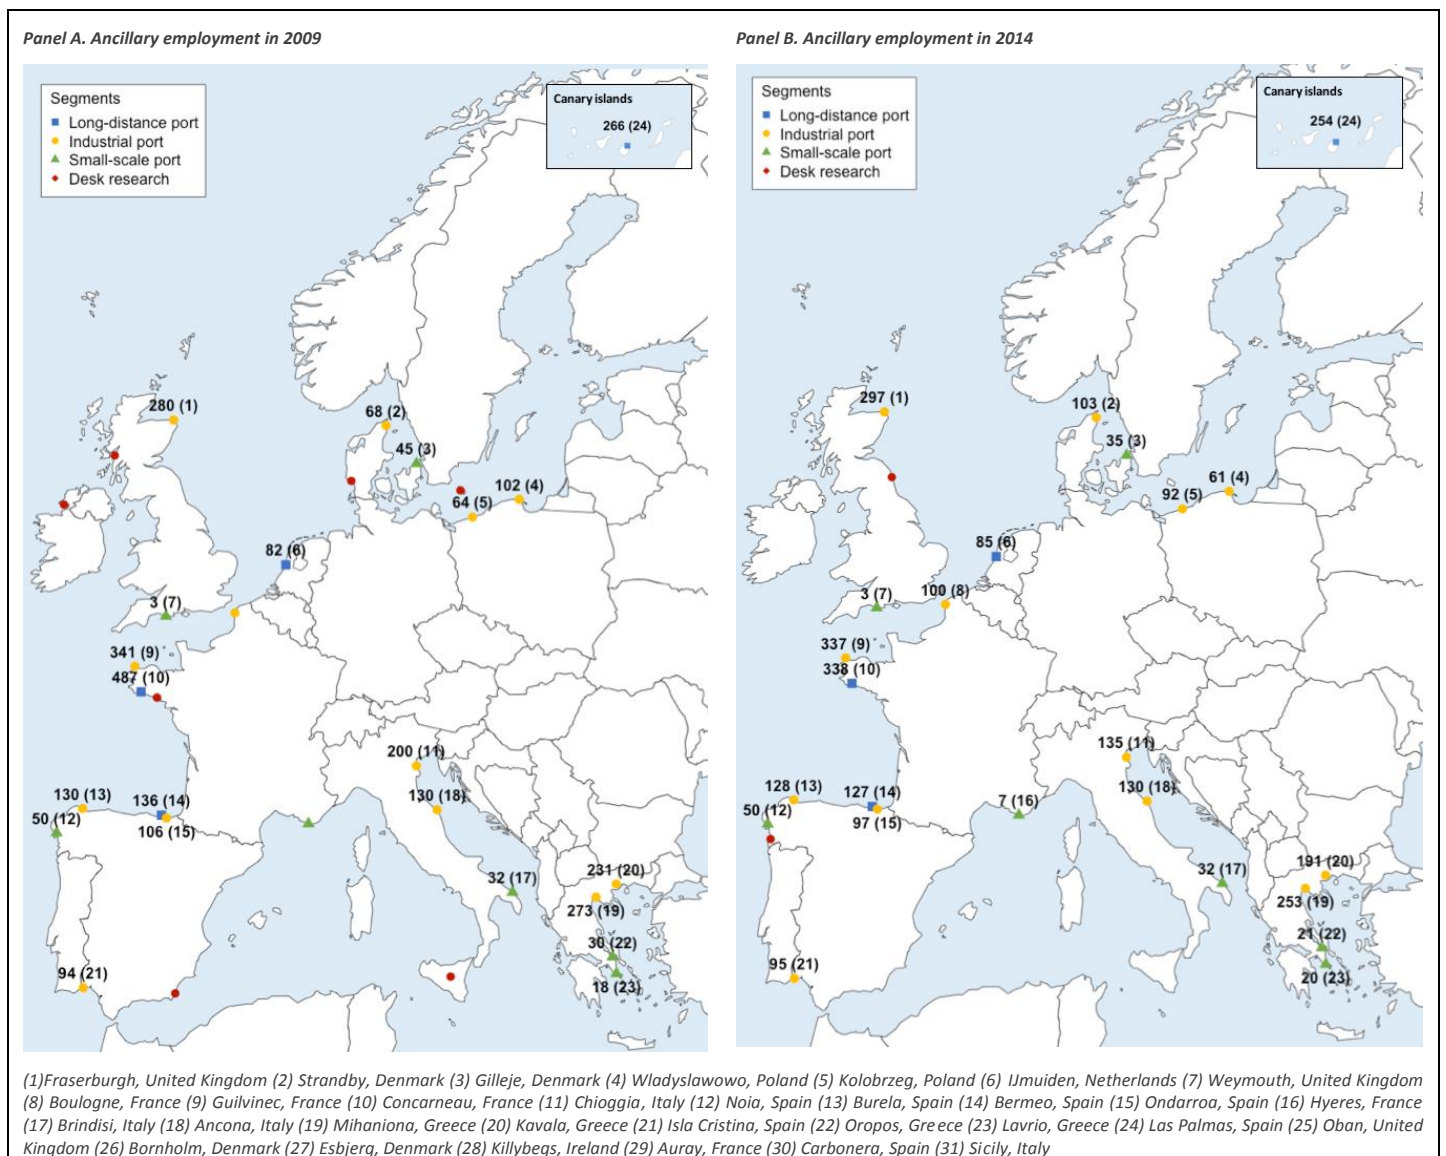 Panel A. Ancillary employment in 2009
Segments
Long-distance port
Industrial port
Small-scale port
Desk research
Canary islands
266 (24)
280 (1)
68 (2)
45 (3)
102 (4)
64 (5)
82 (6)
3 (7)
341 (9)
487 (10)
200 (11)
130 (18)
130 (13)
136 (14)
50 (12)
106 (15)
32 (17)
231 (20)
273 (19)
30 (22)
94 (21)
18 (23)
Panel B. Ancillary employment in 2014
Segments
Long-distance port
Industrial port
Small-scale port
Desk research
Canary islands
254 (24)
297 (1)
103 (2)
35 (3)
61 (4)
92 (5)
85 (6)
3 (7)
100 (8)
337 (9)
338 (10)
135 (11)
130 (18)
128 (13)
127 (14)
7 (16)
50 (12)
97 (15)
32 (17)
191 (20)
253 (19)
21 (22)
95 (21)
20 (23)
(1)Fraserburgh, United Kingdom (2) Strandby, Denmark (3) Gilleje, Denmark (4) Wladyslawowo, Poland (5) Kolobrzeg, Poland (6) IJmuiden, Netherlands (7) Weymouth, United Kingdom
(8) Boulogne, France (9) Guilvinec, France (10) Concarneau, France (11) Chioggia, Italy (12) Noia, Spain (13) Burela, Spain (14) Bermeo, Spain (15) Ondarroa, Spain (16) Hyeres, France
(17) Brindisi, Italy (18) Ancona, Italy (19) Mihaniona, Greece (20) Kavala, Greece (21) Isla Cristina, Spain (22) Oropos, Greece (23) Lavrio, Greece (24) Las Palmas, Spain (25) Oban, United
Kingdom (26) Bornholm, Denmark (27) Esbjerg, Denmark (28) Killybegs, Ireland (29) Auray, France (30) Carbonera, Spain (31) Sicily, Italy